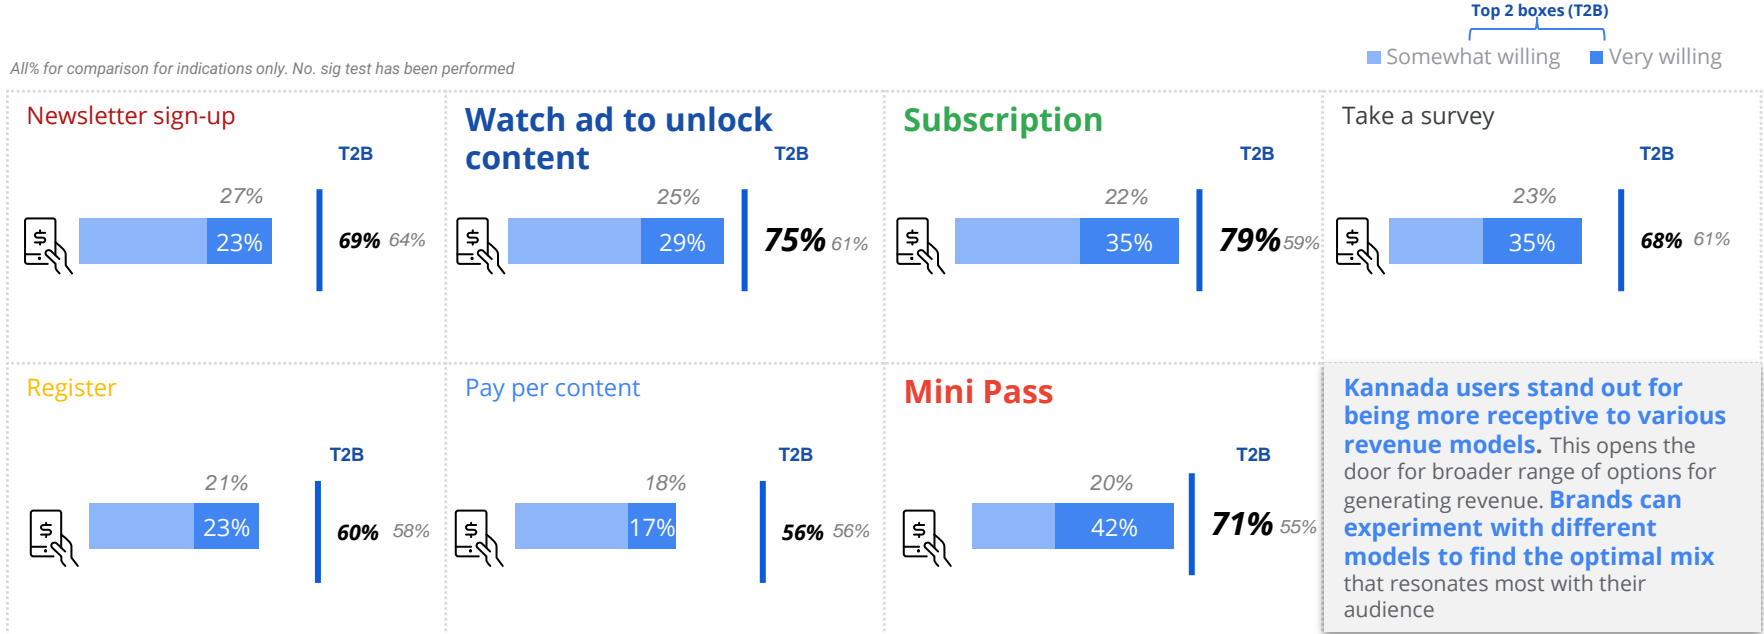 Top 2 boxes (T2B)
Somewhat willing
Very willing
All% for comparison for indications only. No. sig test has been performed
Newsletter sign-up
T2B
27%
$
23%
69% 64%
Watch ad to unlock
content
T2B
25%
$
29%
75% 61%
Subscription
T2B
22%
$
35%
79% 59%
Take a survey
T2B
23%
$
35%
68% 61%
Register
T2B
21%
$
23%
60% 58%
Pay per content
T2B
18%
$
17%
56% 56%
Mini Pass
T2B
20%
$
42%
71% 55%
Kannada users stand out for
being more receptive to various
revenue models. This opens the
door for broader range of options for
generating revenue. Brands can
experiment with different
models to find the optimal mix
that resonates most with their
audience